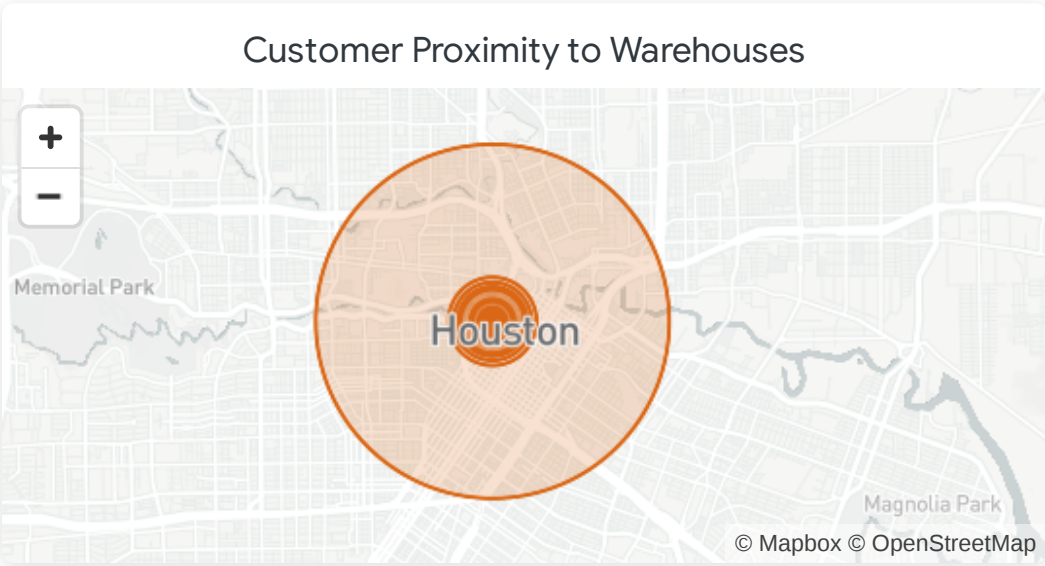 Customer Proximity to Warehouses
+
−
Memorial Park
Houston
Magnolia Park
© Mapbox © OpenStreetMap